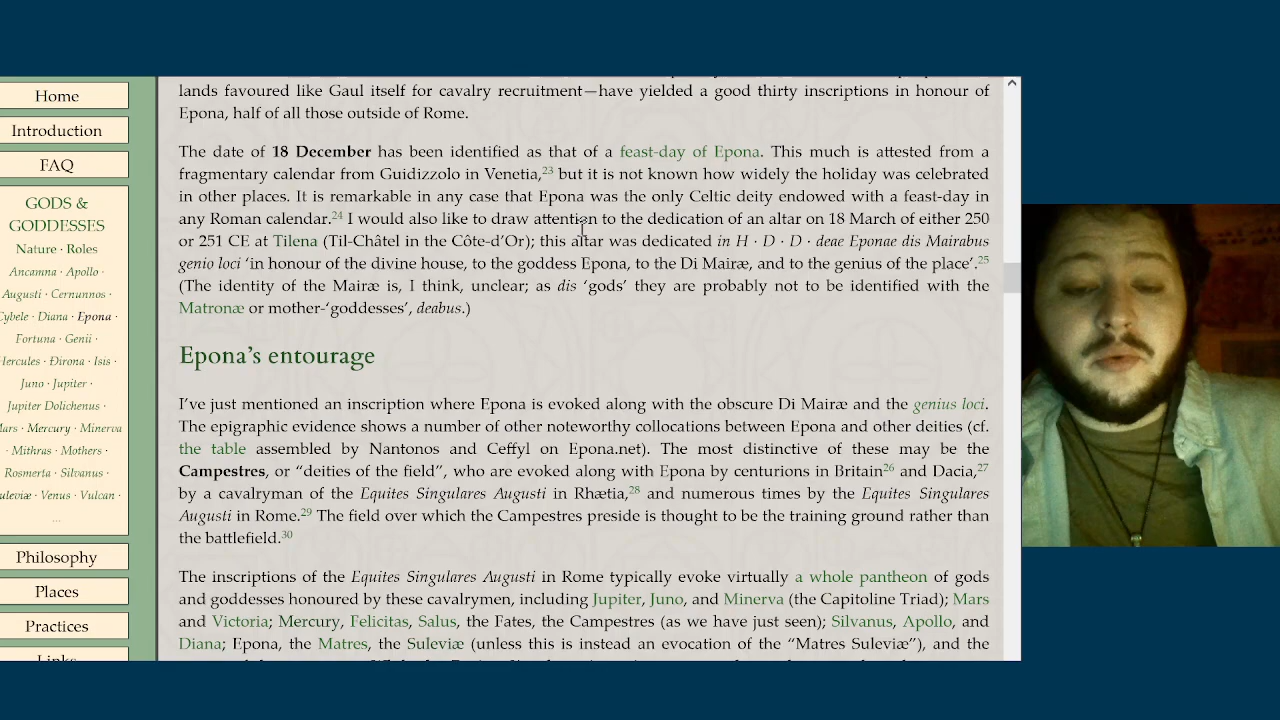 Home
Introduction
FAQ
GODS &
GODDESSES
Nature · Roles
Ancamna · Apollo ·
Augusti · Cernunnos ·
Cybele · Diana · Epona ·
Fortuna · Genii ·
Hercules · Đirona · Isis ·
Juno · Jupiter ·
Jupiter Dolichenus ·
Mars · Mercury · Minerva
· Mithras · Mothers ·
Rosmerta · Silvanus ·
Suleviæ · Venus · Vulcan ·
...
Philosophy
Places
Practices
Links
lands favoured like Gaul itself for cavalry recruitment—have yielded a good thirty inscriptions in honour of
Epona, half of all those outside of Rome.
The date of 18 December has been identified as that of a feast-day of Epona. This much is attested from a
fragmentary calendar from Guidizzolo in Venetia,23 but it is not known how widely the holiday was celebrated
in other places. It is remarkable in any case that Epona was the only Celtic deity endowed with a feast-day in
any Roman calendar.24 I would also like to draw attention to the dedication of an altar on 18 March of either 250
or 251 CE at Tilena (Til-Châtel in the Côte-d’Or); this altar was dedicated in H · D · D · deae Eponae dis Mairabus
genio loci ‘in honour of the divine house, to the goddess Epona, to the Di Mairæ, and to the genius of the place’.25
(The identity of the Mairæ is, I think, unclear; as dis ‘gods’ they are probably not to be identified with the
Matronæ or mother-‘goddesses’, deabus.)
Epona’s entourage
I’ve just mentioned an inscription where Epona is evoked along with the obscure Di Mairæ and the genius loci.
The epigraphic evidence shows a number of other noteworthy collocations between Epona and other deities (cf.
the table assembled by Nantonos and Ceffyl on Epona.net). The most distinctive of these may be the
Campestres, or “deities of the field”, who are evoked along with Epona by centurions in Britain26 and Dacia,27
by a cavalryman of the Equites Singulares Augusti in Rhætia,28 and numerous times by the Equites Singulares
Augusti in Rome.29 The field over which the Campestres preside is thought to be the training ground rather than
the battlefield.30
The inscriptions of the Equites Singulares Augusti in Rome typically evoke virtually a whole pantheon of gods
and goddesses honoured by these cavalrymen, including Jupiter, Juno, and Minerva (the Capitoline Triad); Mars
and Victoria; Mercury, Felicitas, Salus, the Fates, the Campestres (as we have just seen); Silvanus, Apollo, and
Diana; Epona, the Matres, the Suleviæ (unless this is instead an evocation of the “Matres Suleviæ”), and the